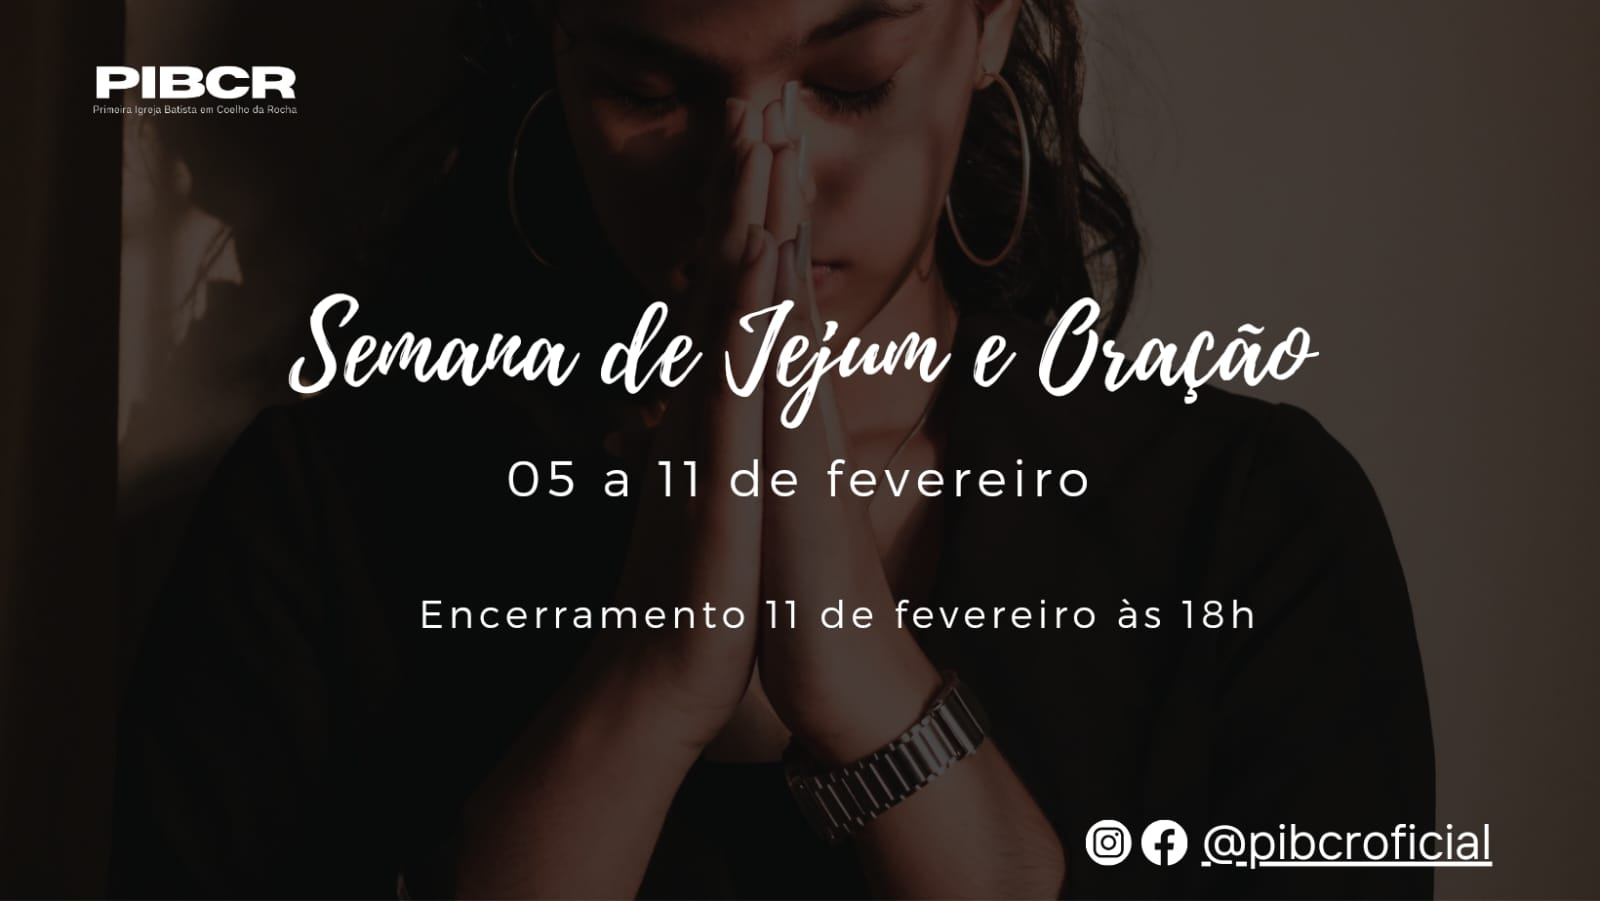 PIBCR
Primeira Igreja Batista em Coelho da Rocha
Semana de Jejum e Oração
05 a 11 de fevereiro
Encerramento 11 de fevereiro às 18h
@pibcroficial